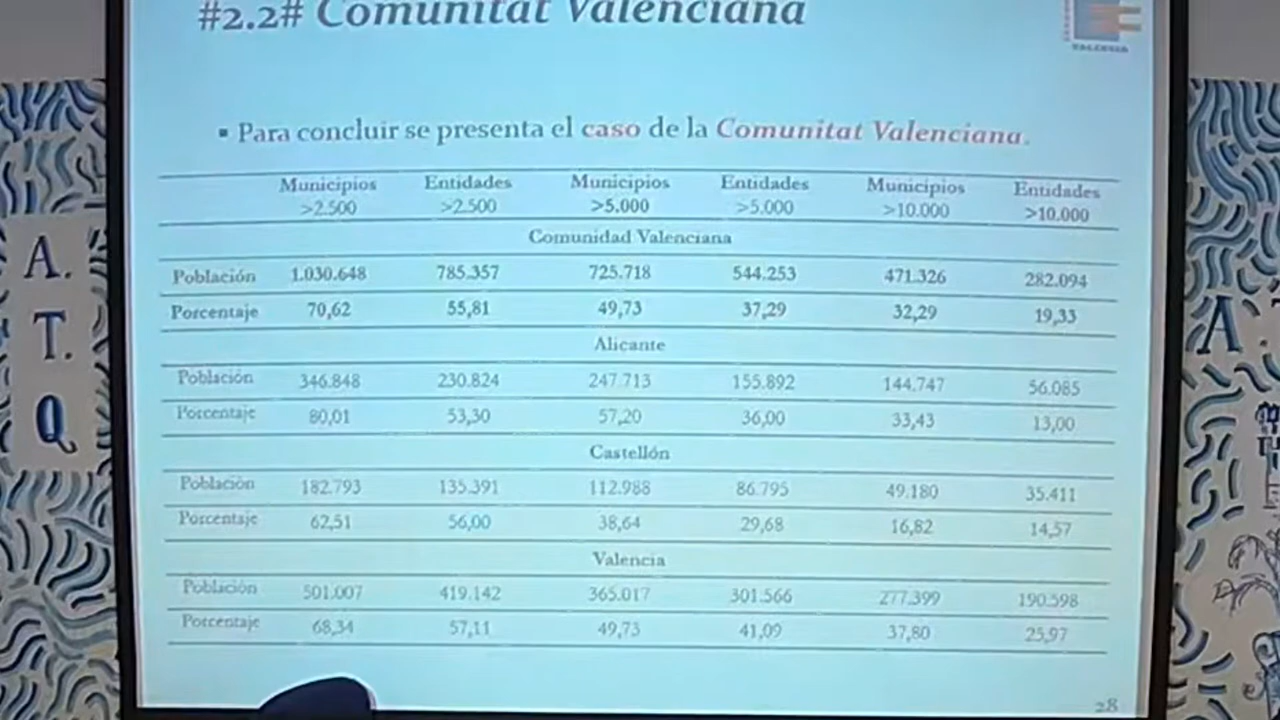 #2.2# Comunitat Valenciana
VALENCIA
▪ Para concluir se presenta el caso de la Comunitat Valenciana.
Municipios >2.500 Entidades >2.500 Municipios >5.000 Entidades >5.000 Municipios >10.000 Entidades >10.000
Comunidad Valenciana
Población 1.030.648 785.357 725.718 544.253 471.326 282.094
Porcentaje 70,62 55,81 49,73 37,29 32,29 19,33
Alicante
Población 346.848 230.824 247.713 155.892 144.747 56.085
Porcentaje 80,01 53,30 57,20 36,00 33,43 13,00
Castellón
Población 182.793 135.391 112.988 86.795 49.180 35.411
Porcentaje 62,51 56,00 38,64 29,68 16,82 14,57
Valencia
Población 501.007 419.142 365.017 301.566 277.399 190.598
Porcentaje 68,34 57,11 49,73 41,09 37,80 25,97
28
A.
T.
Q
A.